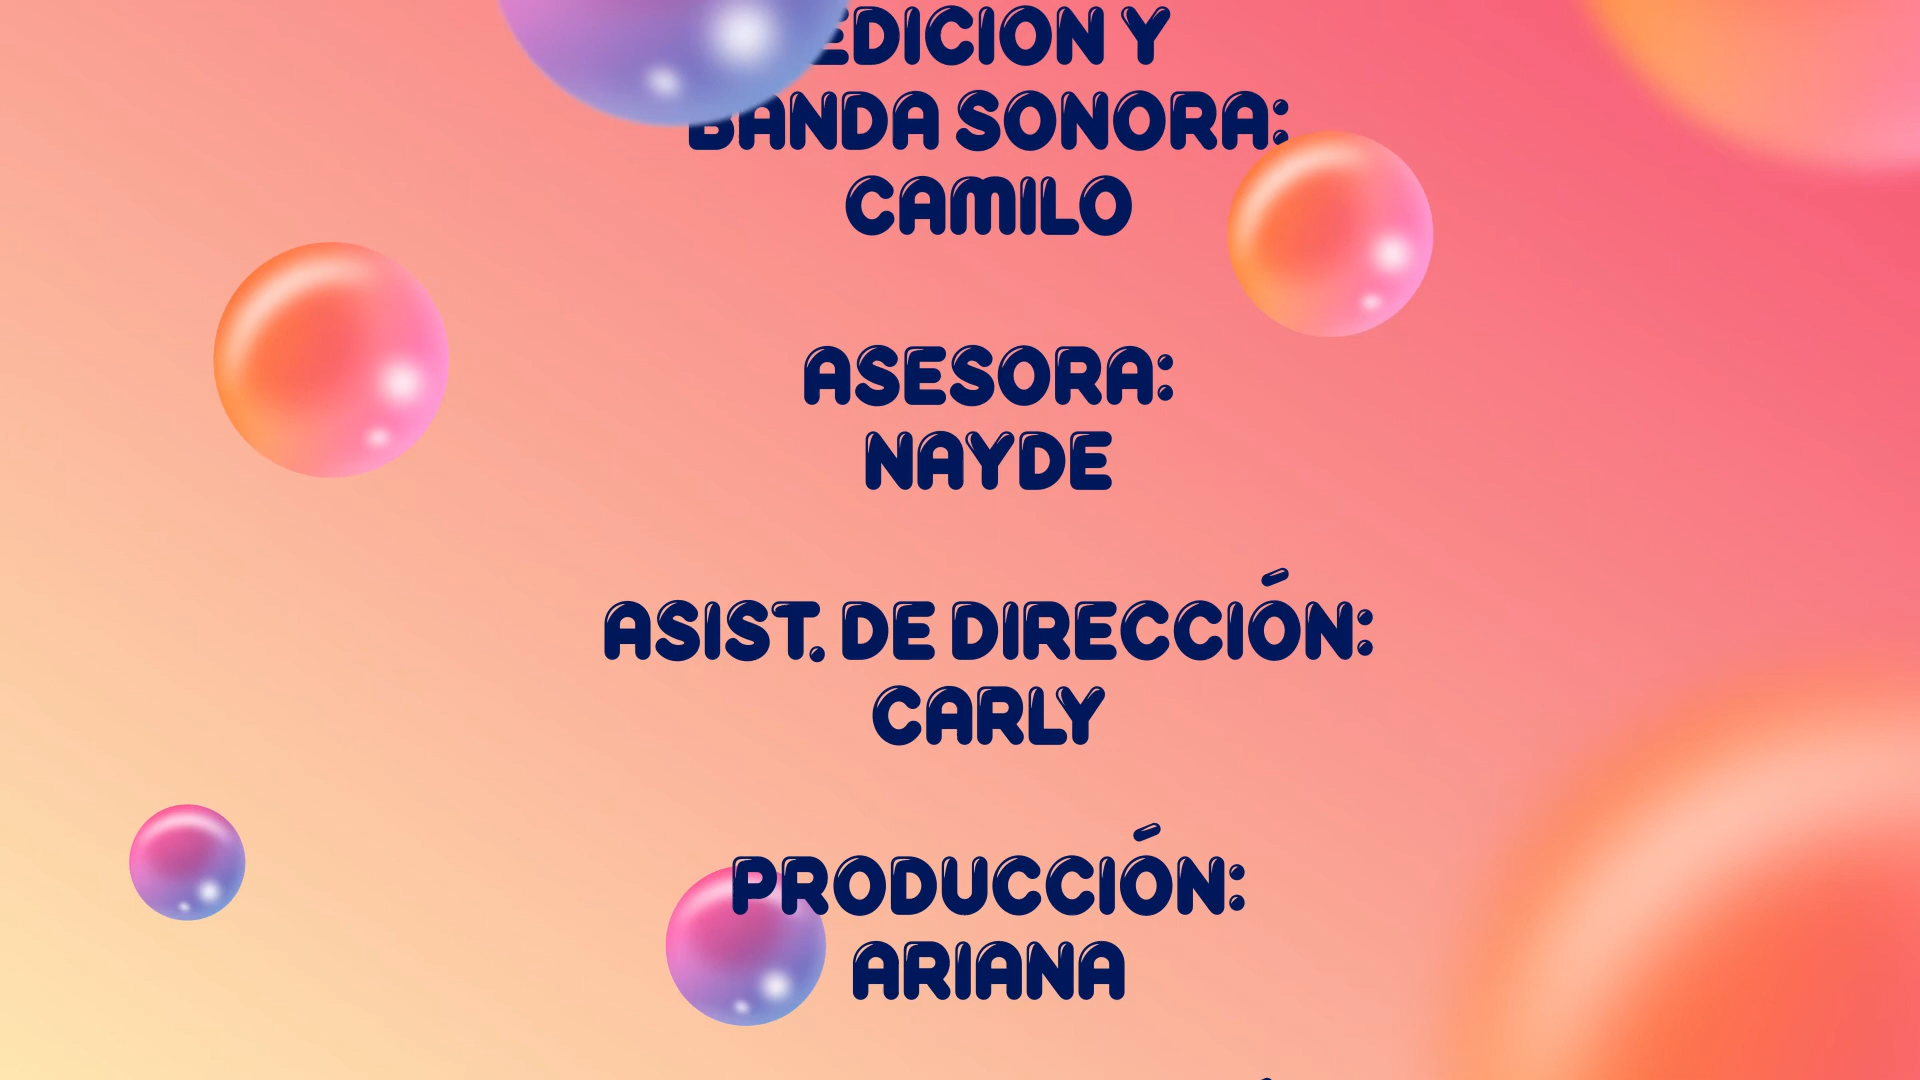 EDICION Y
BANDA SONORA:
CAMILO
ASESORA:
NAYDE
ASIST. DE DIRECCIÓN:
CARLY
PRODUCCIÓN:
ARIANA